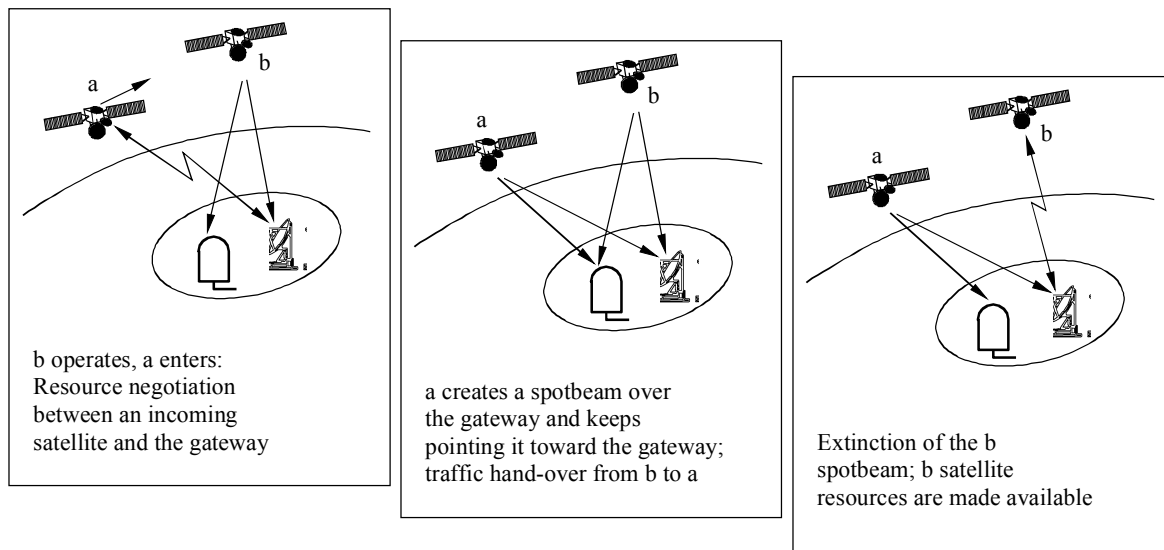 a
b
b operates, a enters:
Resource negotiation
between an incoming
satellite and the gateway
a
b
a creates a spotbeam over
the gateway and keeps
pointing it toward the gateway;
traffic hand-over from b to a
a
b
Extinction of the b
spotbeam; b satellite
resources are made available